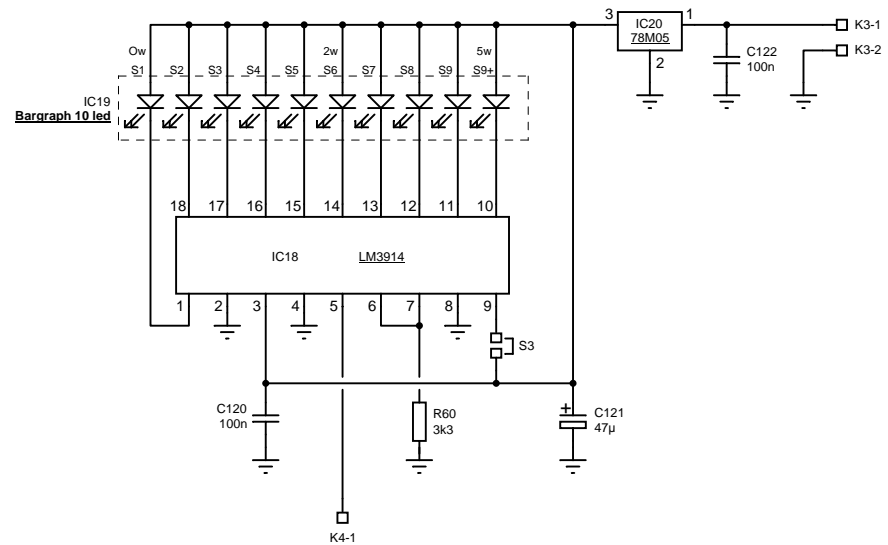 3 IC20 1 K3-1
78M05
2
C122
100n
K3-2
0w 2w 5w
S1 S2 S3 S4 S5 S6 S7 S8 S9 S9+
IC19
Bargraph 10 led
18 17 16 15 14 13 12 11 10
IC18 LM3914
1 2 3 4 5 6 7 8 9
S3
C120
100n
R60
3k3
+ C121
47µ
K4-1